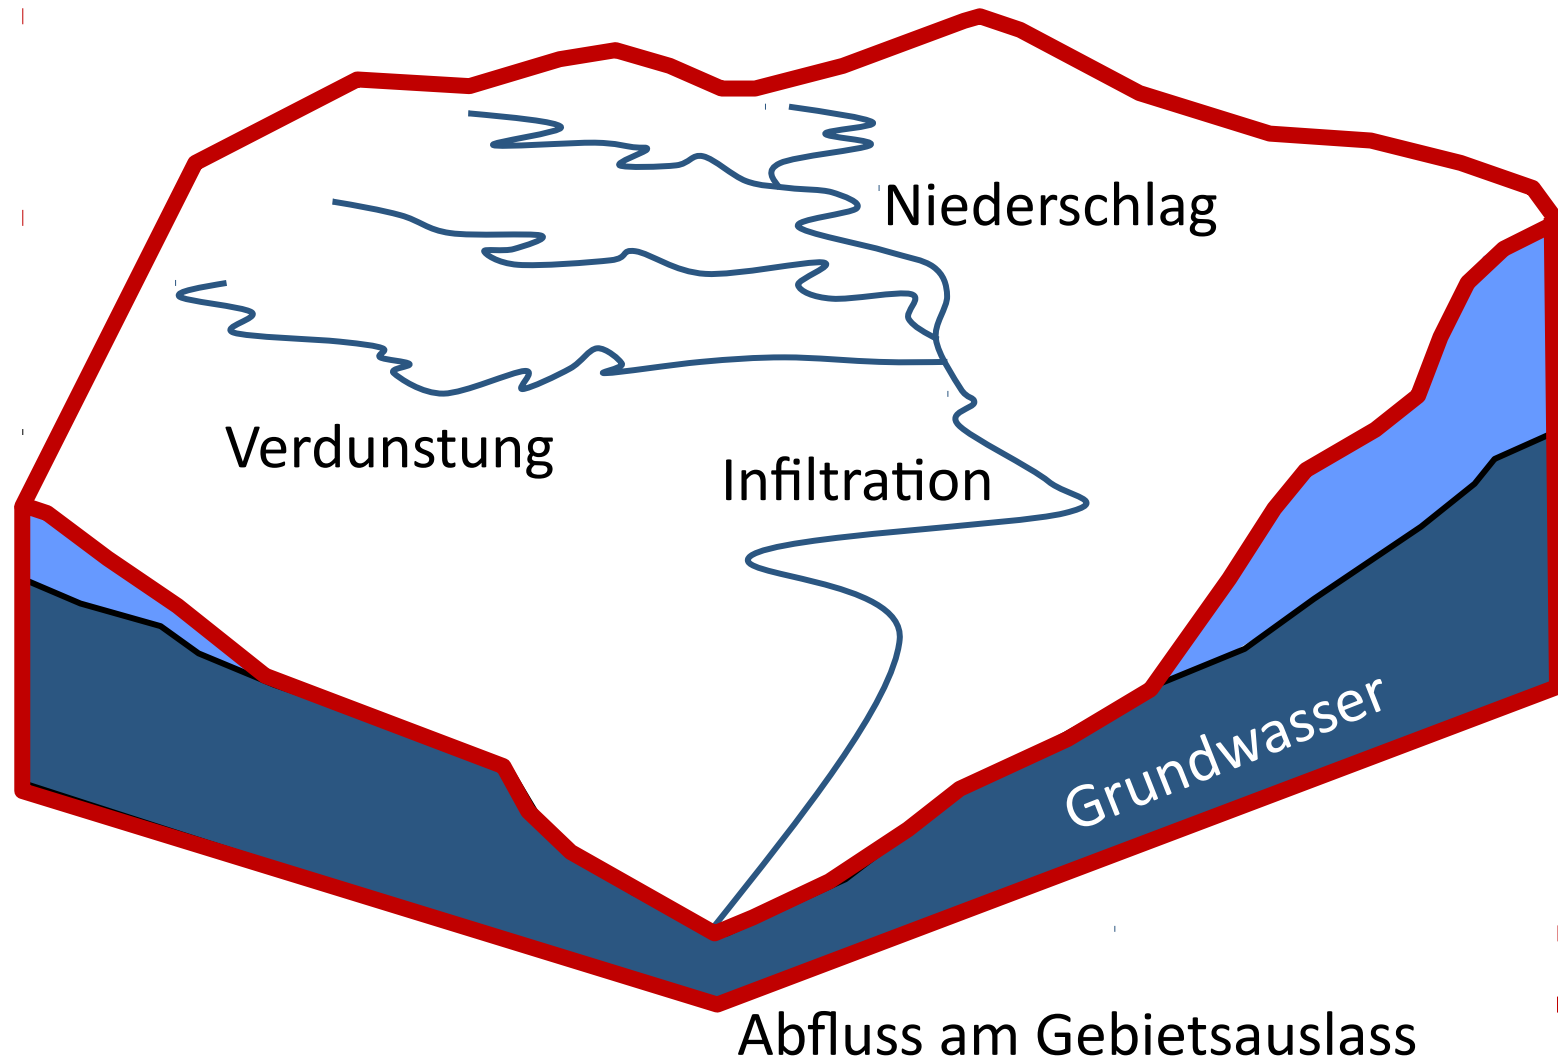 Niederschlag
Verdunstung
Infiltration
Grundwasser
Abfluss am Gebietsauslass